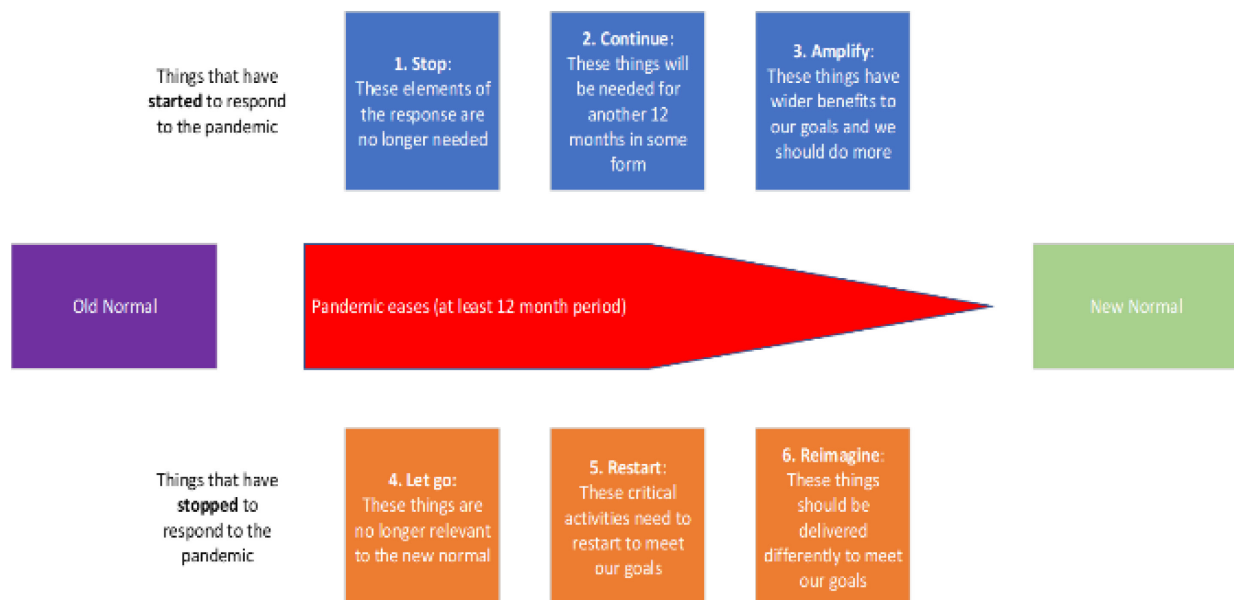 Things that have
started to respond
to the pandemic
1. Stop:
These elements of
the response are
no longer needed
2. Continue:
These things will
be needed for
another 12
months in some
form
3. Amplify:
These things have
wider benefits to
our goals and we
should do more
Old Normal
Pandemic eases (at least 12 month period)
New Normal
Things that have
stopped to
respond to the
pandemic
4. Let go:
These things are
no longer relevant
to the new normal
5. Restart:
These critical
activities need to
restart to meet
our goals
6. Reimagine:
These things
should be
delivered
differently to meet
our goals